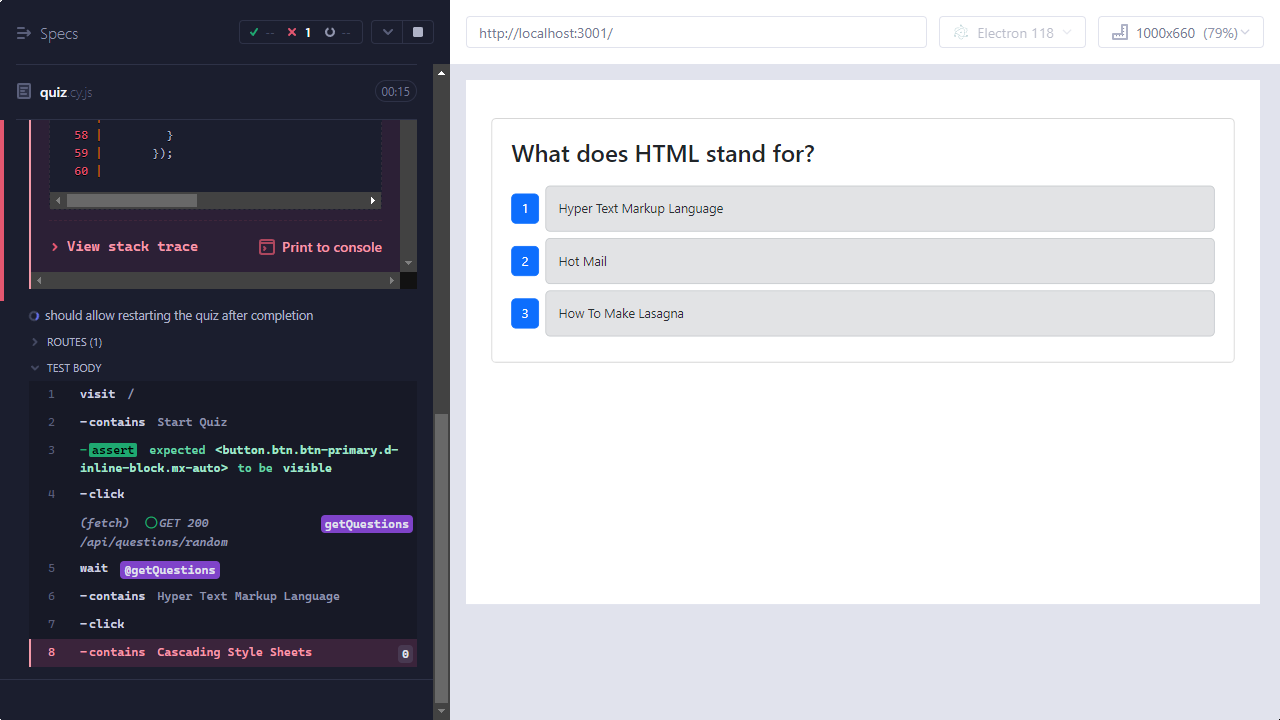 Specs
-- 1 --
quiz.cy.js
00:15
58 | }
59 | });
60 |
View stack trace
Print to console
should allow restarting the quiz after completion
ROUTES (1)
TEST BODY
1 visit /
2 -contains Start Quiz
3 -assert expected <button.btn.btn-primary.d-
inline-block.mx-auto> to be visible
4 -click
(fetch) GET 200 getQuestions
/api/questions/random
5 wait @getQuestions
6 -contains Hyper Text Markup Language
7 -click
8 -contains Cascading Style Sheets 0
http://localhost:3001/
Electron 118
1000x660 (79%)
What does HTML stand for?
1 Hyper Text Markup Language
2 Hot Mail
3 How To Make Lasagna